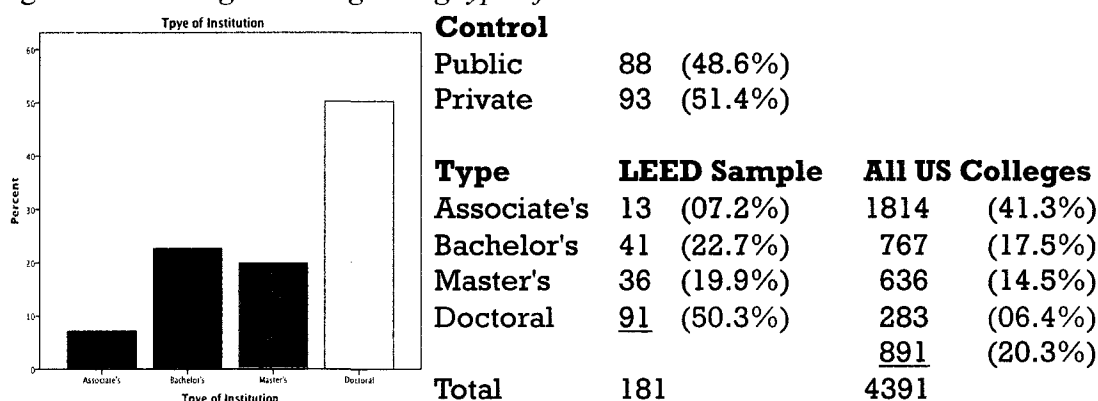 Tpye of Institution
60
50
40
30
20
10
0
Percent
Associate's Bachelor's Master's Doctoral
Tpye of Institution
Control
Public 88 (48.6%)
Private 93 (51.4%)
Type LEED Sample All US Colleges
Associate's 13 (07.2%) 1814 (41.3%)
Bachelor's 41 (22.7%) 767 (17.5%)
Master's 36 (19.9%) 636 (14.5%)
Doctoral 91 (50.3%) 283 (06.4%)
891 (20.3%)
Total 181 4391